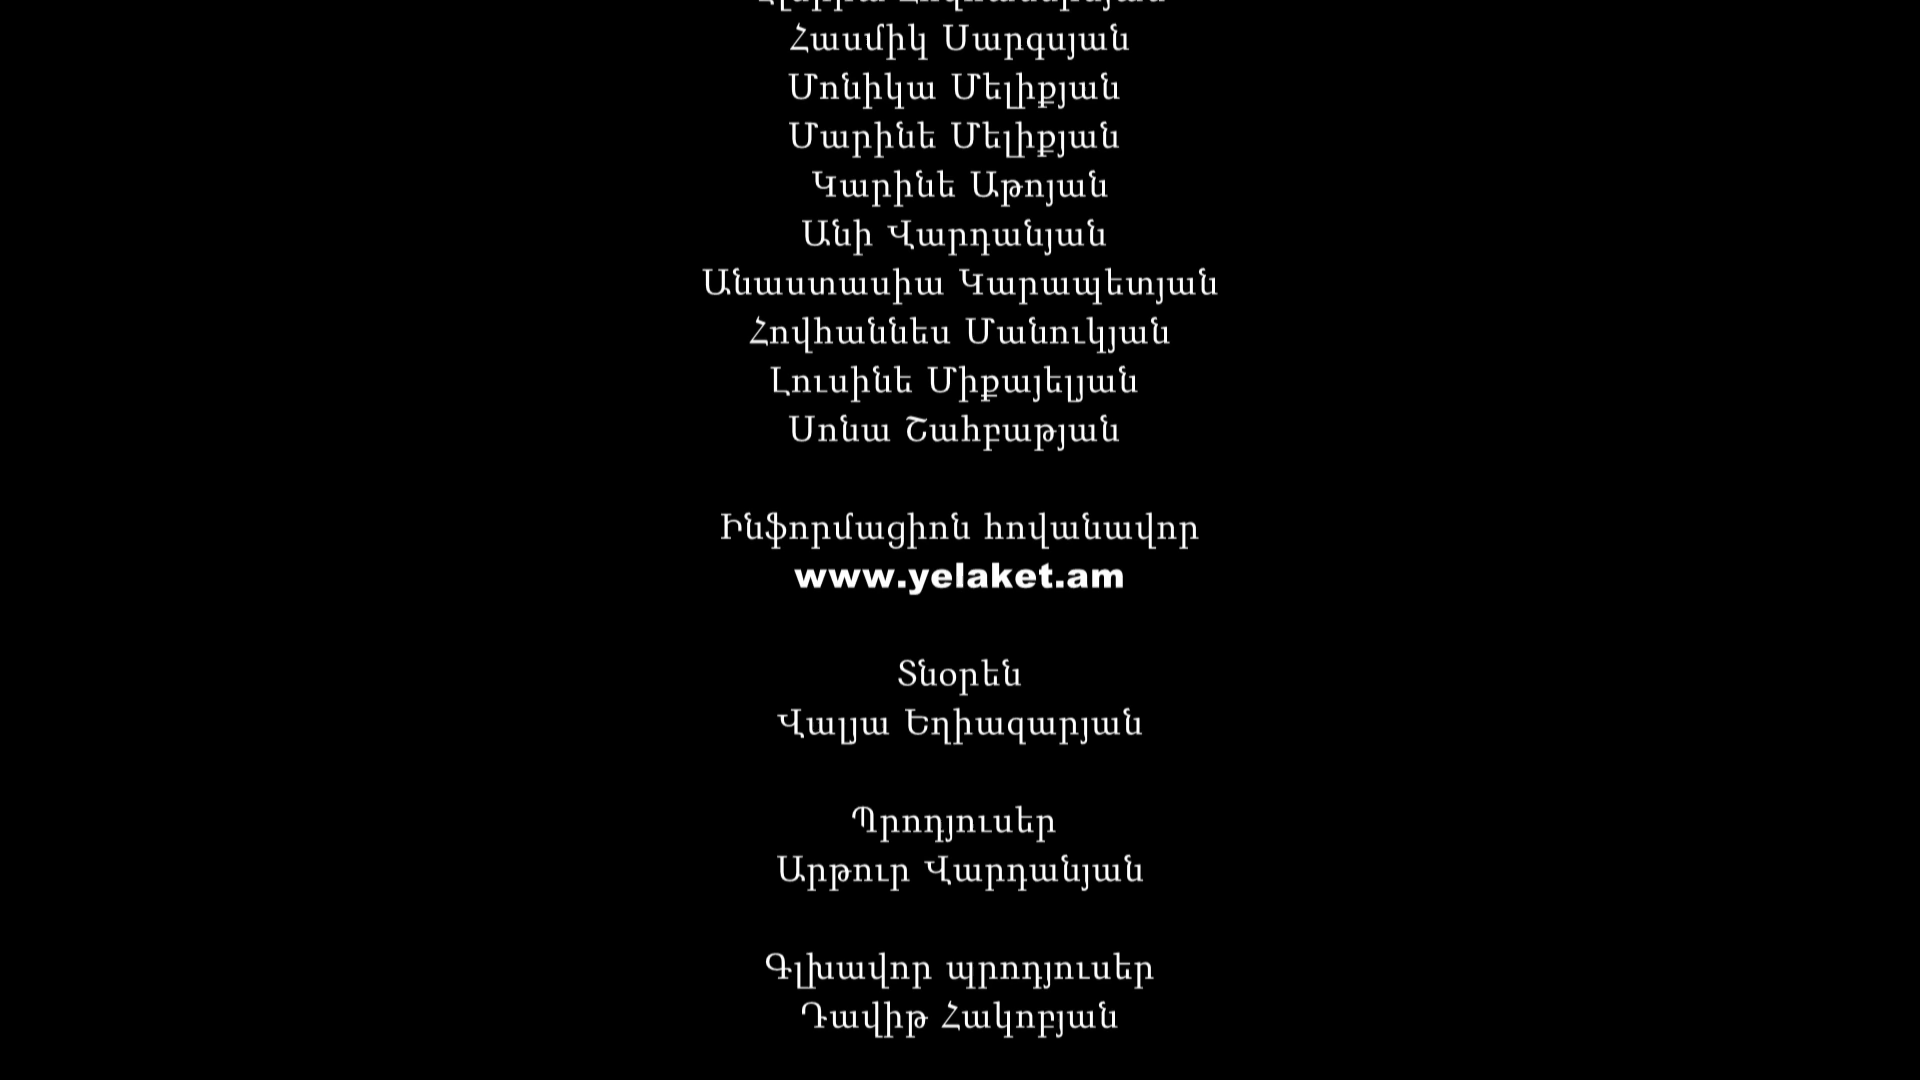 Հասմիկ Սարգսյան
Մոնիկա Մելիքյան
Մարինե Մելիքյան
Կարինե Աթոյան
Անի Վարդանյան
Անաստասիա Կարապետյան
Հովհաննես Մանուկյան
Լուսինե Միքայելյան
Սոնա Շահբաթյան
Ինֆորմացիոն հովանավոր
www.yelaket.am
Տնօրեն
Վալյա Եղիազարյան
Պրոդյուսեր
Արթուր Վարդանյան
Գլխավոր պրոդյուսեր
Դավիթ Հակոբյան